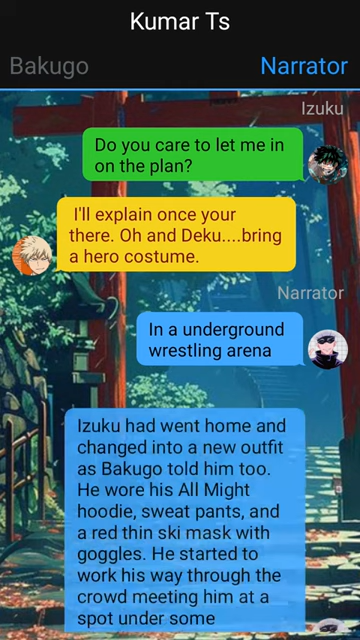 Kumar Ts
Bakugo
Narrator
Izuku
Do you care to let me in
on the plan?
I'll explain once your
there. Oh and Deku....bring
a hero costume.
Narrator
In a underground
wrestling arena
Izuku had went home and
changed into a new outfit
as Bakugo told him too.
He wore his All Might
hoodie, sweat pants, and
a red thin ski mask with
goggles. He started to
work his way through the
crowd meeting him at a
spot under some